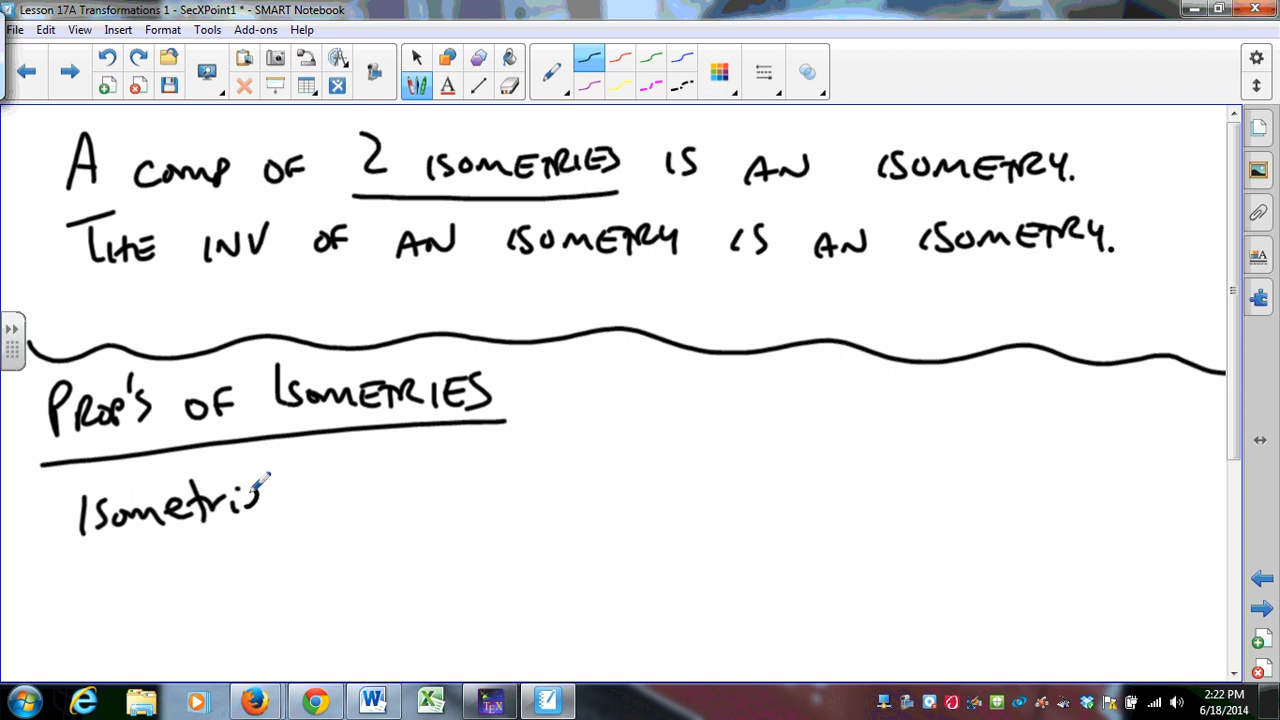 Lesson 17A Transformations 1 - SecXPoint1 * - SMART Notebook
File Edit View Insert Format Tools Add-ons Help
A COMP OF 2 ISOMETRIES IS AN ISOMETRY.
THE INV OF AN ISOMETRY IS AN ISOMETRY.
PROP'S OF ISOMETRIES
Isometri
2:22 PM
6/18/2014